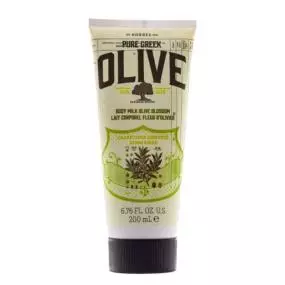 KORRES
PURE GREEK
OLIVE
BODY MILK OLIVE BLOSSOM
LAIT CORPOREL FLEUR D'OLIVIER
6.76 FL. OZ. U.S.
200 mL e